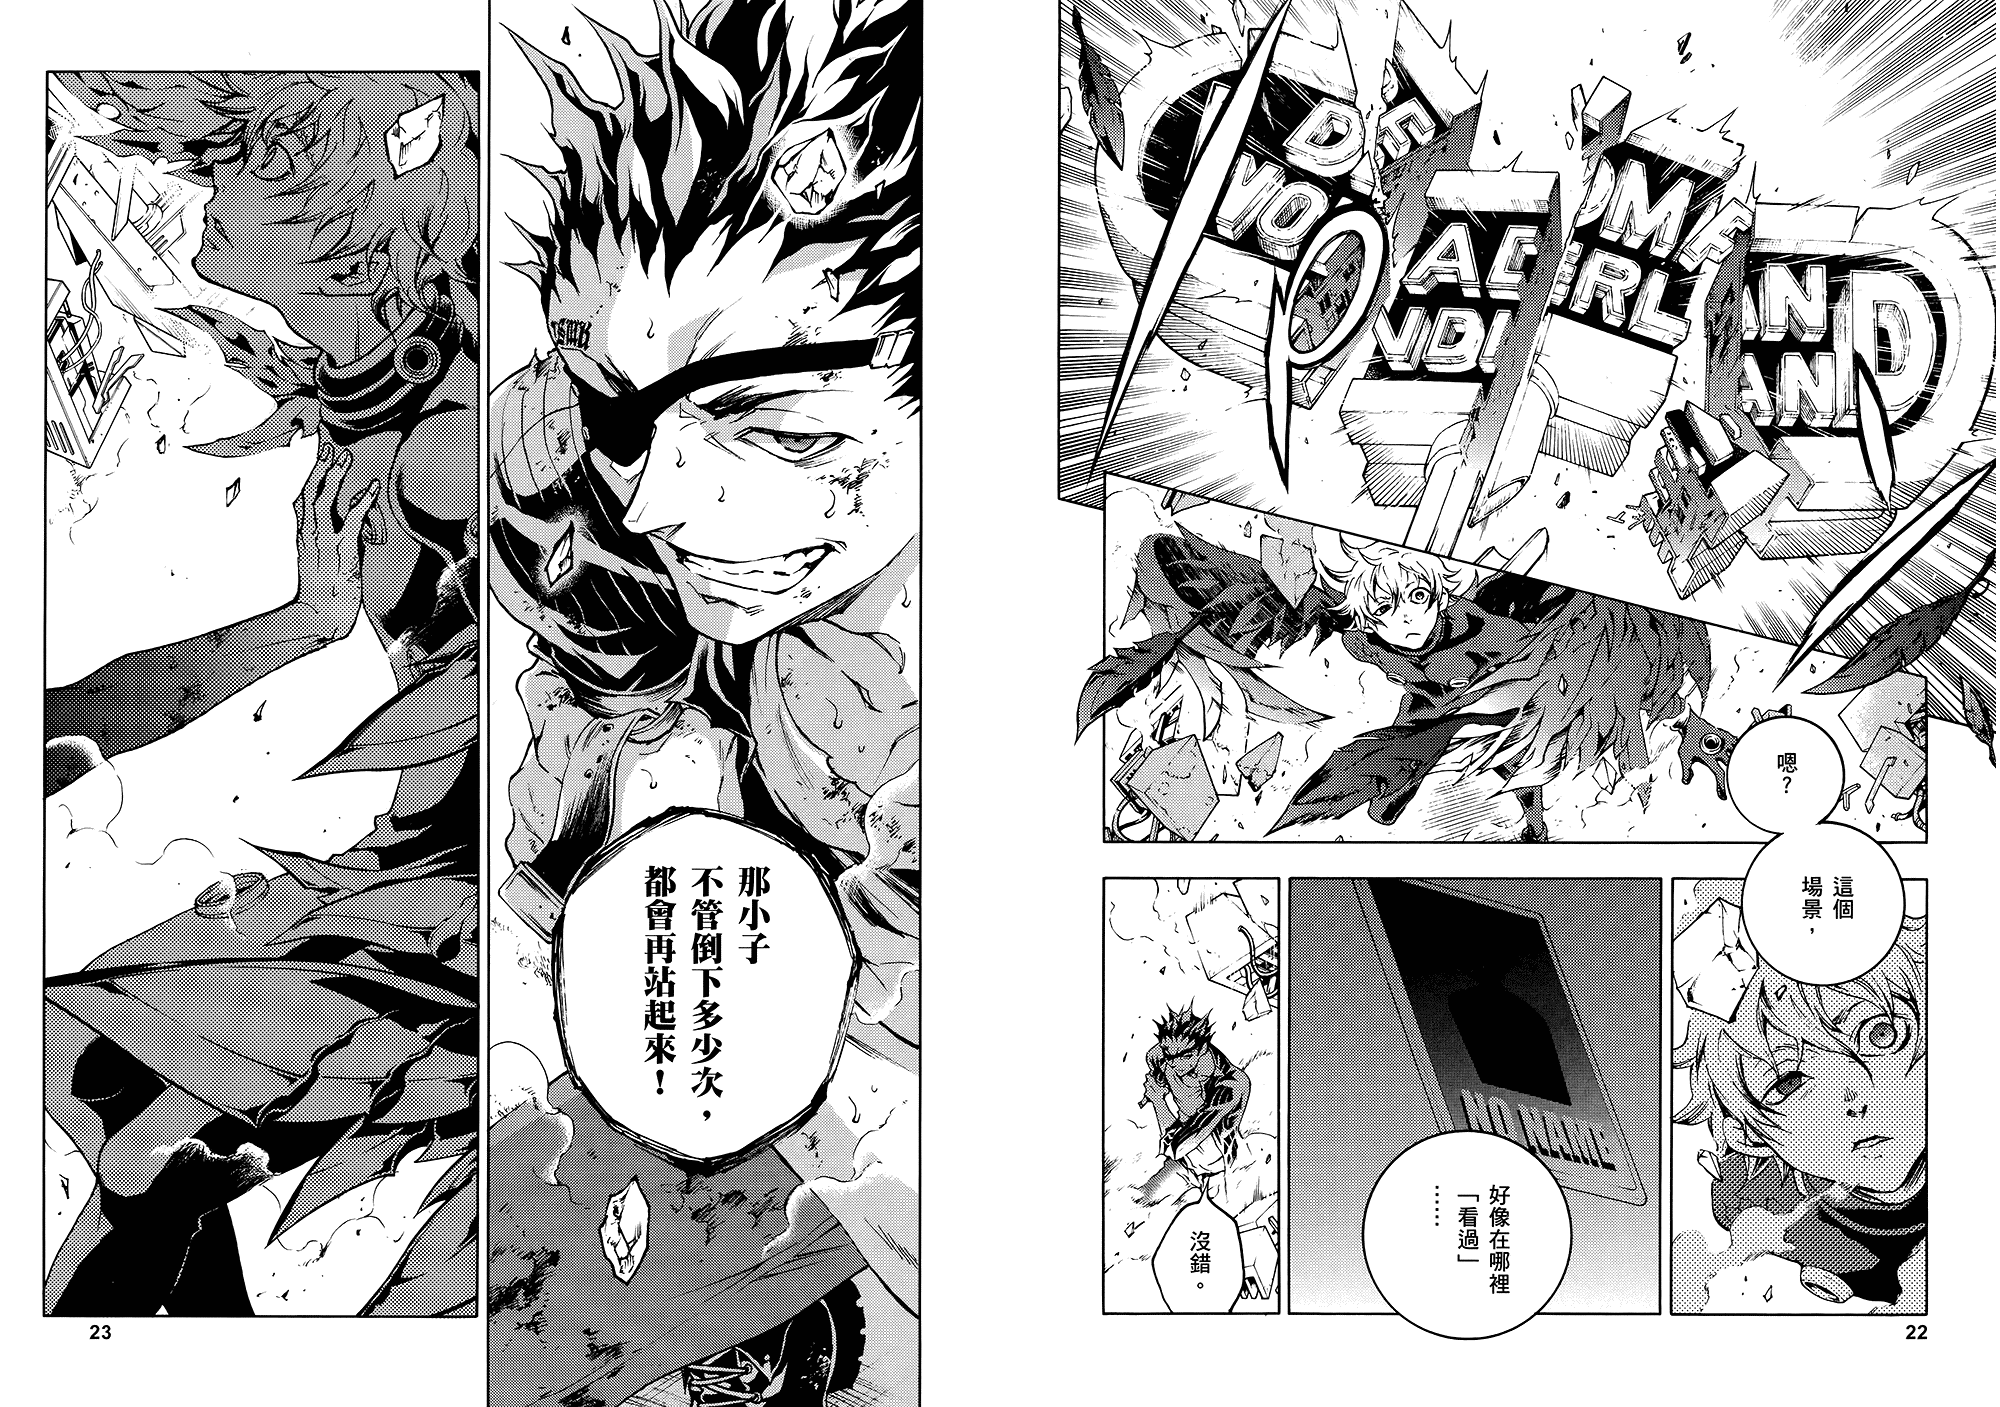 DEADMAN
WONDERLAND
嗯？
這個
場景，
NO NAME
好像在哪裡
「看過」
……
沒錯。
22
那小子
不管倒下多少次，
都會再站起來！
23